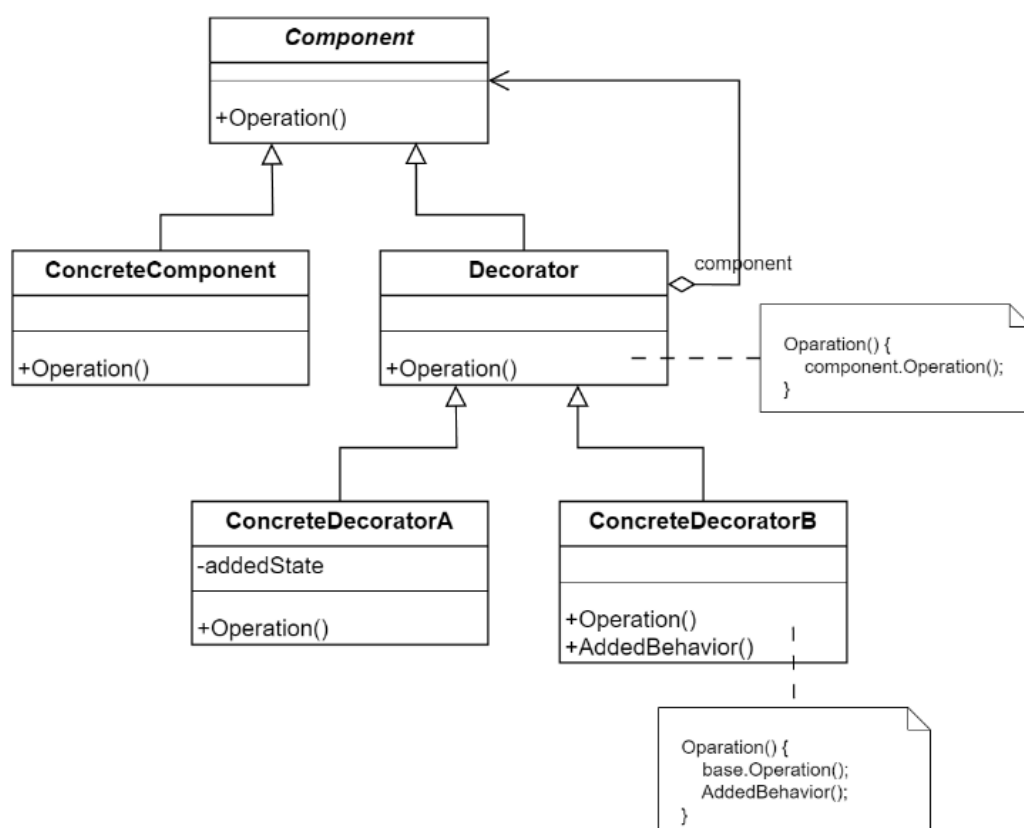 Component
+Operation()
ConcreteComponent
+Operation()
Decorator
+Operation()
component
Oparation() {
component.Operation();
}
ConcreteDecoratorA
-addedState
+Operation()
ConcreteDecoratorB
+Operation()
+AddedBehavior()
Oparation() {
base.Operation();
AddedBehavior();
}